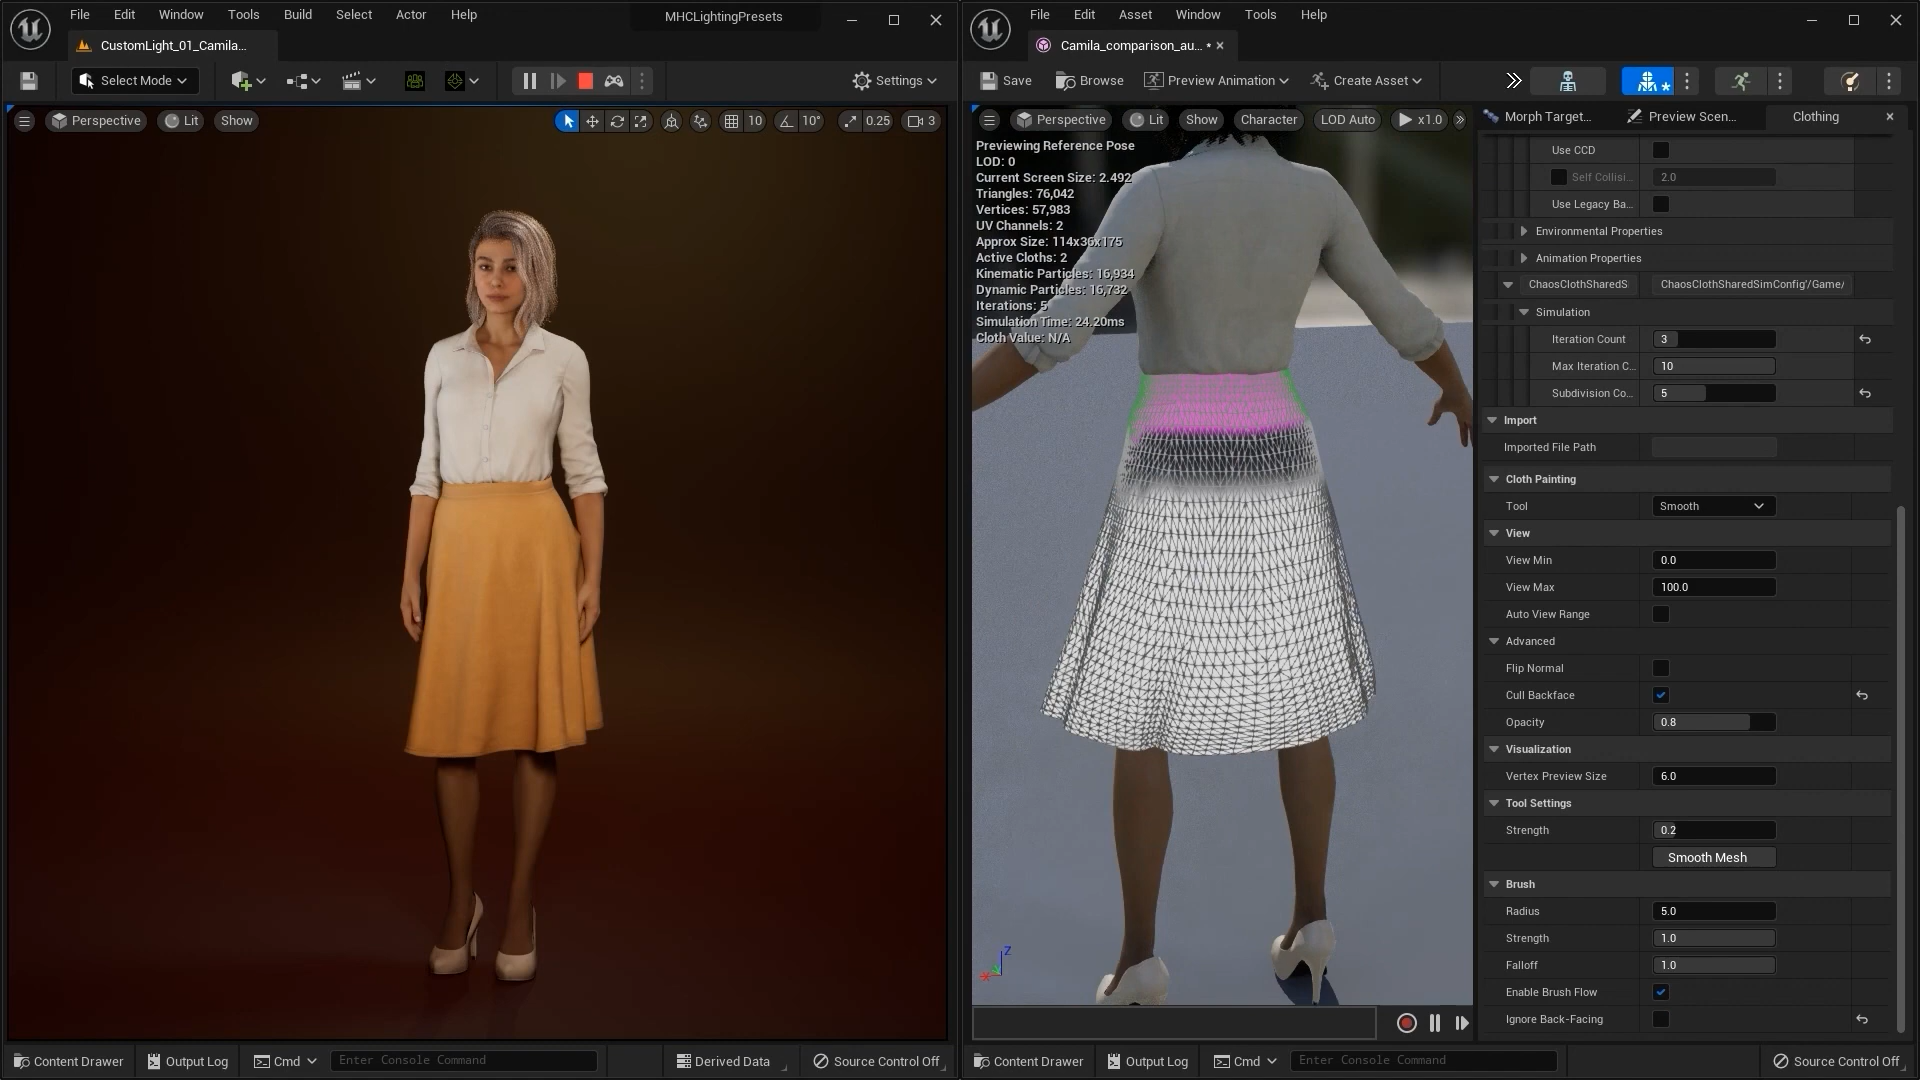 File Edit Window Tools Build Select Actor Help
MHCLightingPresets
CustomLight_01_Camila...
Select Mode
Settings
Perspective Lit Show
10 10° 0.25 3
Content Drawer Output Log Cmd Enter Console Command Derived Data Source Control Off
File Edit Asset Window Tools Help
Camila_comparison_au... •
Save Browse Preview Animation Create Asset
Perspective Lit Show Character LOD Auto x1.0
Previewing Reference Pose
LOD: 0
Current Screen Size: 2.492
Triangles: 76,042
Vertices: 57,983
UV Channels: 2
Approx Size: 114x36x175
Active Cloths: 2
Kinematic Particles: 16,934
Dynamic Particles: 16,732
Iterations: 5
Simulation Time: 24.20ms
Cloth Value: N/A
Z
Morph Target... Preview Scen... Clothing
Use CCD
Self Collisi... 2.0
Use Legacy Ba...
Environmental Properties
Animation Properties
ChaosClothSharedS ChaosClothSharedSimConfig'/Game/
Simulation
Iteration Count 3
Max Iteration C... 10
Subdivision Co... 5
Import
Imported File Path
Cloth Painting
Tool Smooth
View
View Min 0.0
View Max 100.0
Auto View Range
Advanced
Flip Normal
Cull Backface
Opacity 0.8
Visualization
Vertex Preview Size 6.0
Tool Settings
Strength 0.2
Smooth Mesh
Brush
Radius 5.0
Strength 1.0
Falloff 1.0
Enable Brush Flow
Ignore Back-Facing
Content Drawer Output Log Cmd Enter Console Command Source Control Off